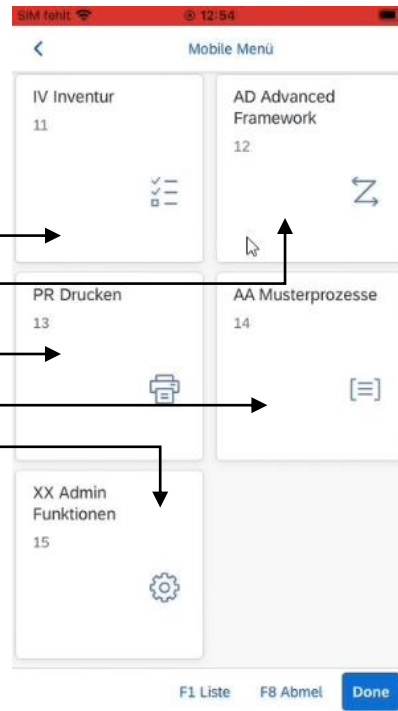 SIM fehlt 12:54
Mobile Menü
IV Inventur
11
AD Advanced
Framework
12
PR Drucken
13
AA Musterprozesse
14
XX Admin
Funktionen
15
F1 Liste F8 Abmel Done